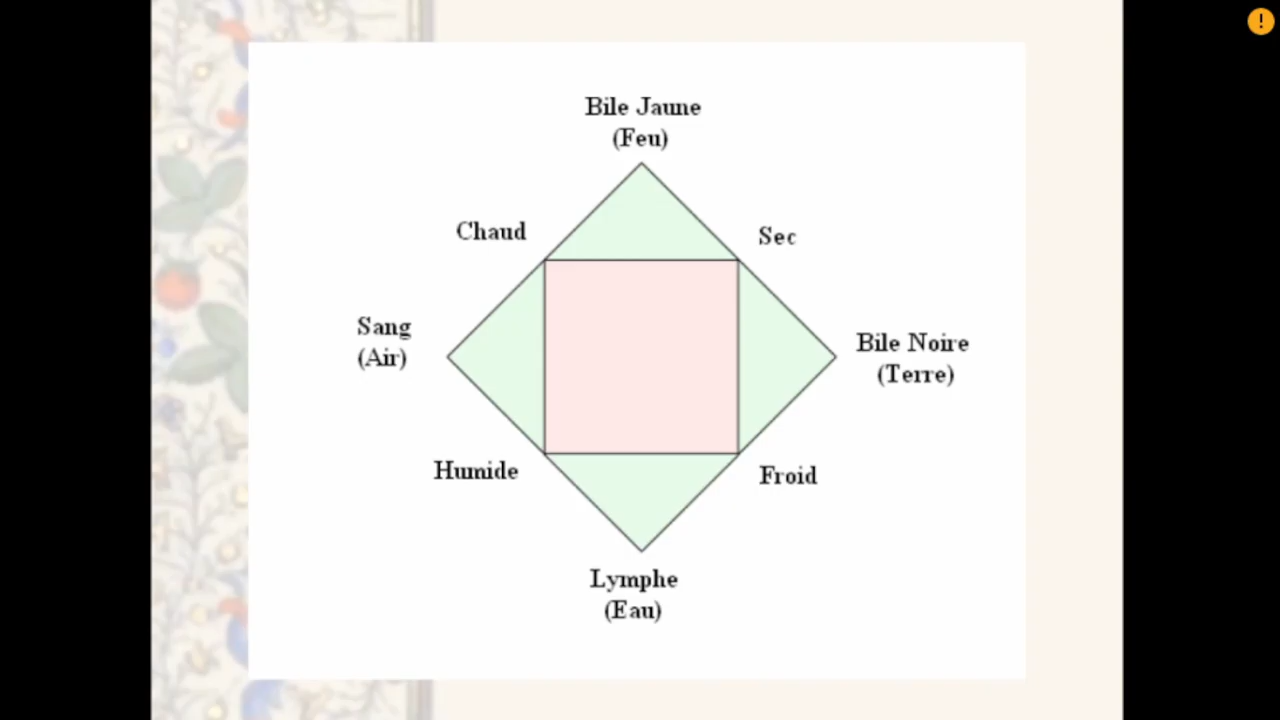 Bile Jaune
(Feu)
Chaud
Sec
Sang
(Air)
Bile Noire
(Terre)
Humide
Froid
Lymphe
(Eau)
!